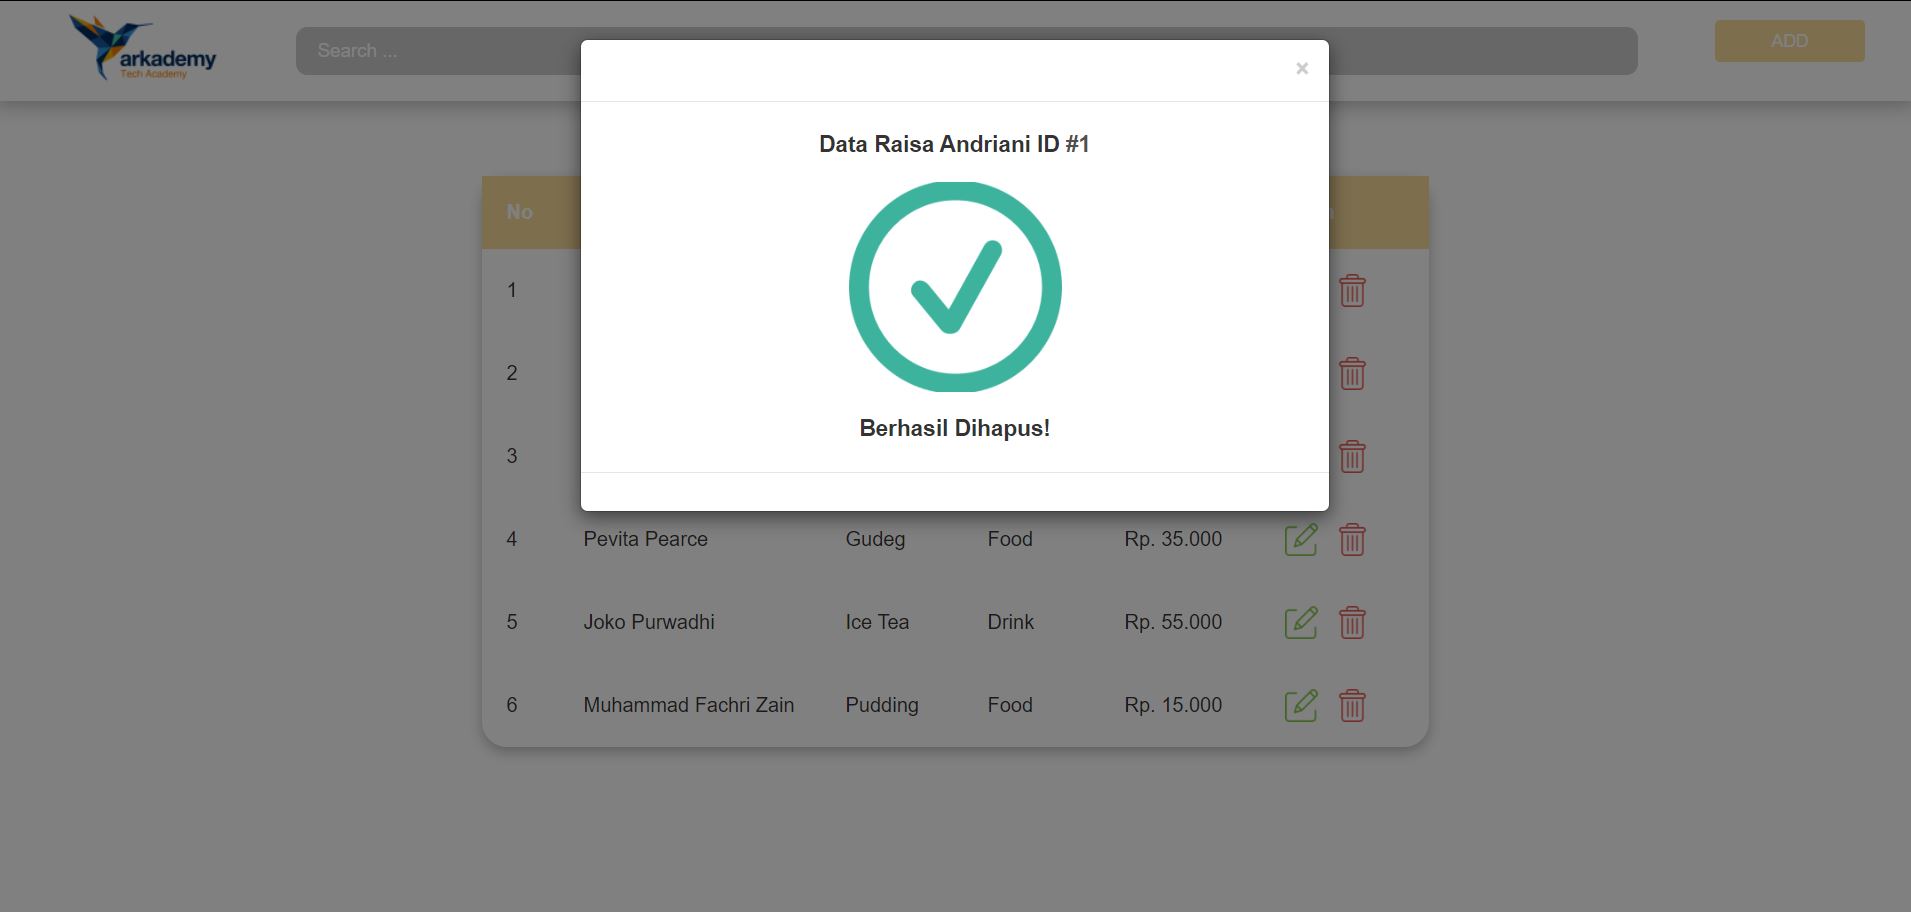 arkademy
Tech Academy
Search ...
ADD
×
Data Raisa Andriani ID #1
Berhasil Dihapus!
No
1
2
3
4 Pevita Pearce Gudeg Food Rp. 35.000
5 Joko Purwadhi Ice Tea Drink Rp. 55.000
6 Muhammad Fachri Zain Pudding Food Rp. 15.000